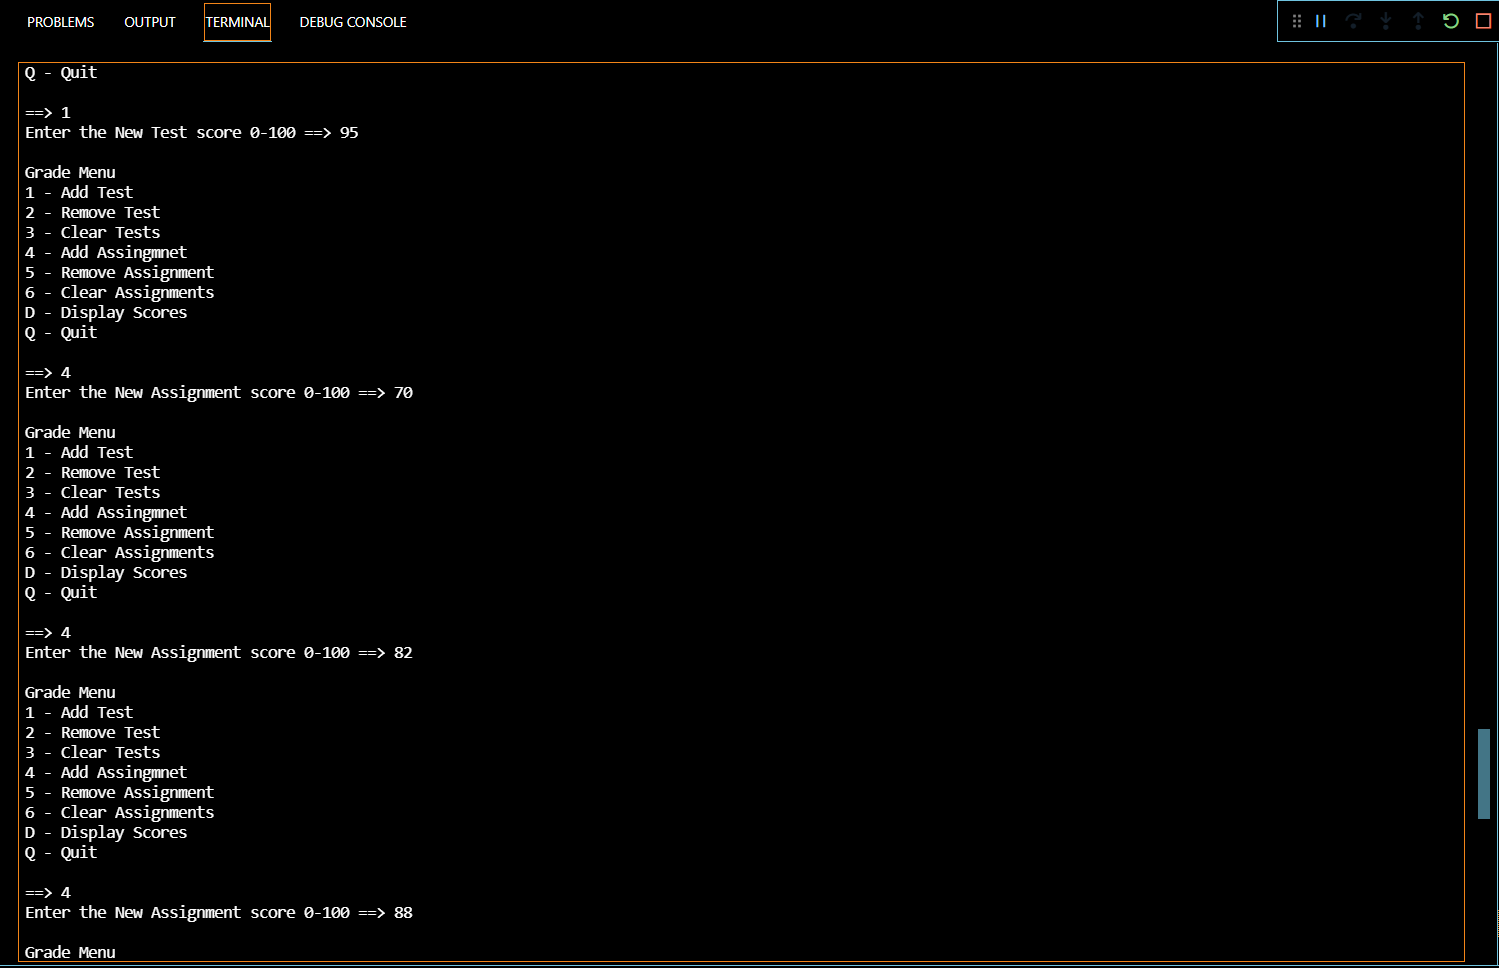 PROBLEMS OUTPUT TERMINAL DEBUG CONSOLE
Q - Quit
==> 1
Enter the New Test score 0-100 ==> 95
Grade Menu
1 - Add Test
2 - Remove Test
3 - Clear Tests
4 - Add Assingmnet
5 - Remove Assignment
6 - Clear Assignments
D - Display Scores
Q - Quit
==> 4
Enter the New Assignment score 0-100 ==> 70
Grade Menu
1 - Add Test
2 - Remove Test
3 - Clear Tests
4 - Add Assingmnet
5 - Remove Assignment
6 - Clear Assignments
D - Display Scores
Q - Quit
==> 4
Enter the New Assignment score 0-100 ==> 82
Grade Menu
1 - Add Test
2 - Remove Test
3 - Clear Tests
4 - Add Assingmnet
5 - Remove Assignment
6 - Clear Assignments
D - Display Scores
Q - Quit
==> 4
Enter the New Assignment score 0-100 ==> 88
Grade Menu